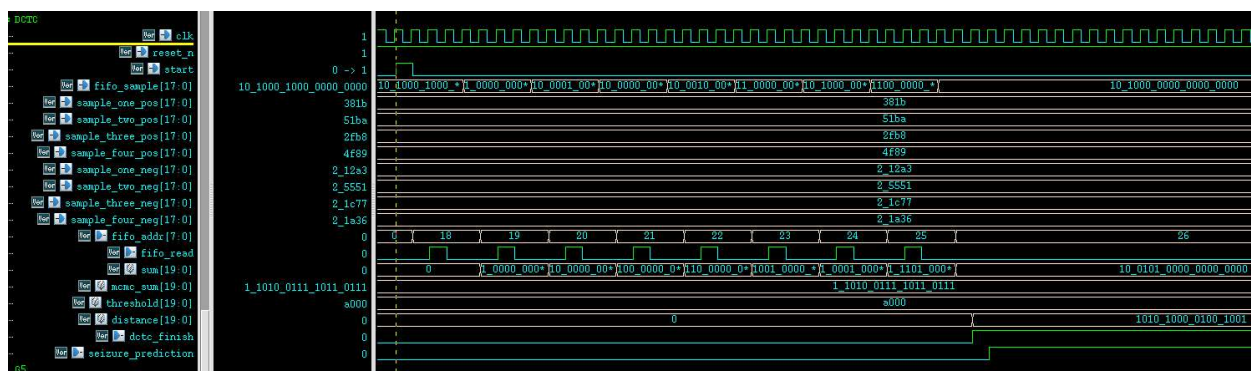 DCTC
clk 1
reset_n 1
start 0 -> 1
fifo_sample[17:0] 10_1000_1000_0000_0000 10_1000_1000_* 1_0000_000* 10_0001_00* 10_0000_00* 10_0010_00* 11_0000_00* 10_1000_00* 1100_0000_* 10_1000_0000_0000_0000
sample_one_pos[17:0] 381b 381b
sample_two_pos[17:0] 51ba 51ba
sample_three_pos[17:0] 2fb8 2fb8
sample_four_pos[17:0] 4f89 4f89
sample_one_neg[17:0] 2_12a3 2_12a3
sample_two_neg[17:0] 2_5551 2_5551
sample_three_neg[17:0] 2_1c77 2_1c77
sample_four_neg[17:0] 2_1a36 2_1a36
fifo_addr[7:0] 0 0 18 19 20 21 22 23 24 25 26
fifo_read 0
sum[19:0] 0 0 1_0000_000* 10_0000_00* 100_0000_0* 110_0000_0* 1001_0000_* 1_0001_000* 1_1101_000* 10_0101_0000_0000_0000
mcmc_sum[19:0] 1_1010_0111_1011_0111 1_1010_0111_1011_0111
threshold[19:0] a000 a000
distance[19:0] 0 0 1010_1000_0100_1001
dctc_finish 0
seizure_prediction 0
G5